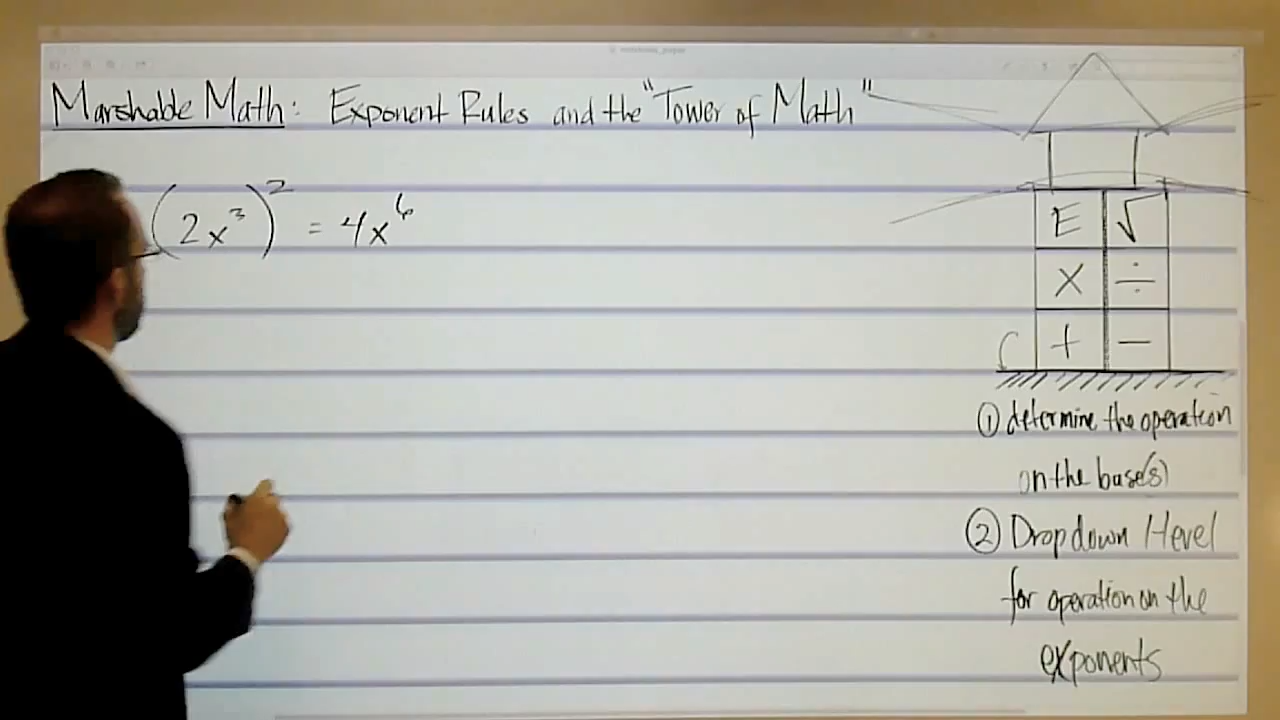 Marshable Math: Exponent Rules and the "Tower of Math"
(2x³)² = 4x⁶
E √
× ÷
C + −
① determine the operation
on the base(s)
② Drop down 1 level
for operation on the
exponents